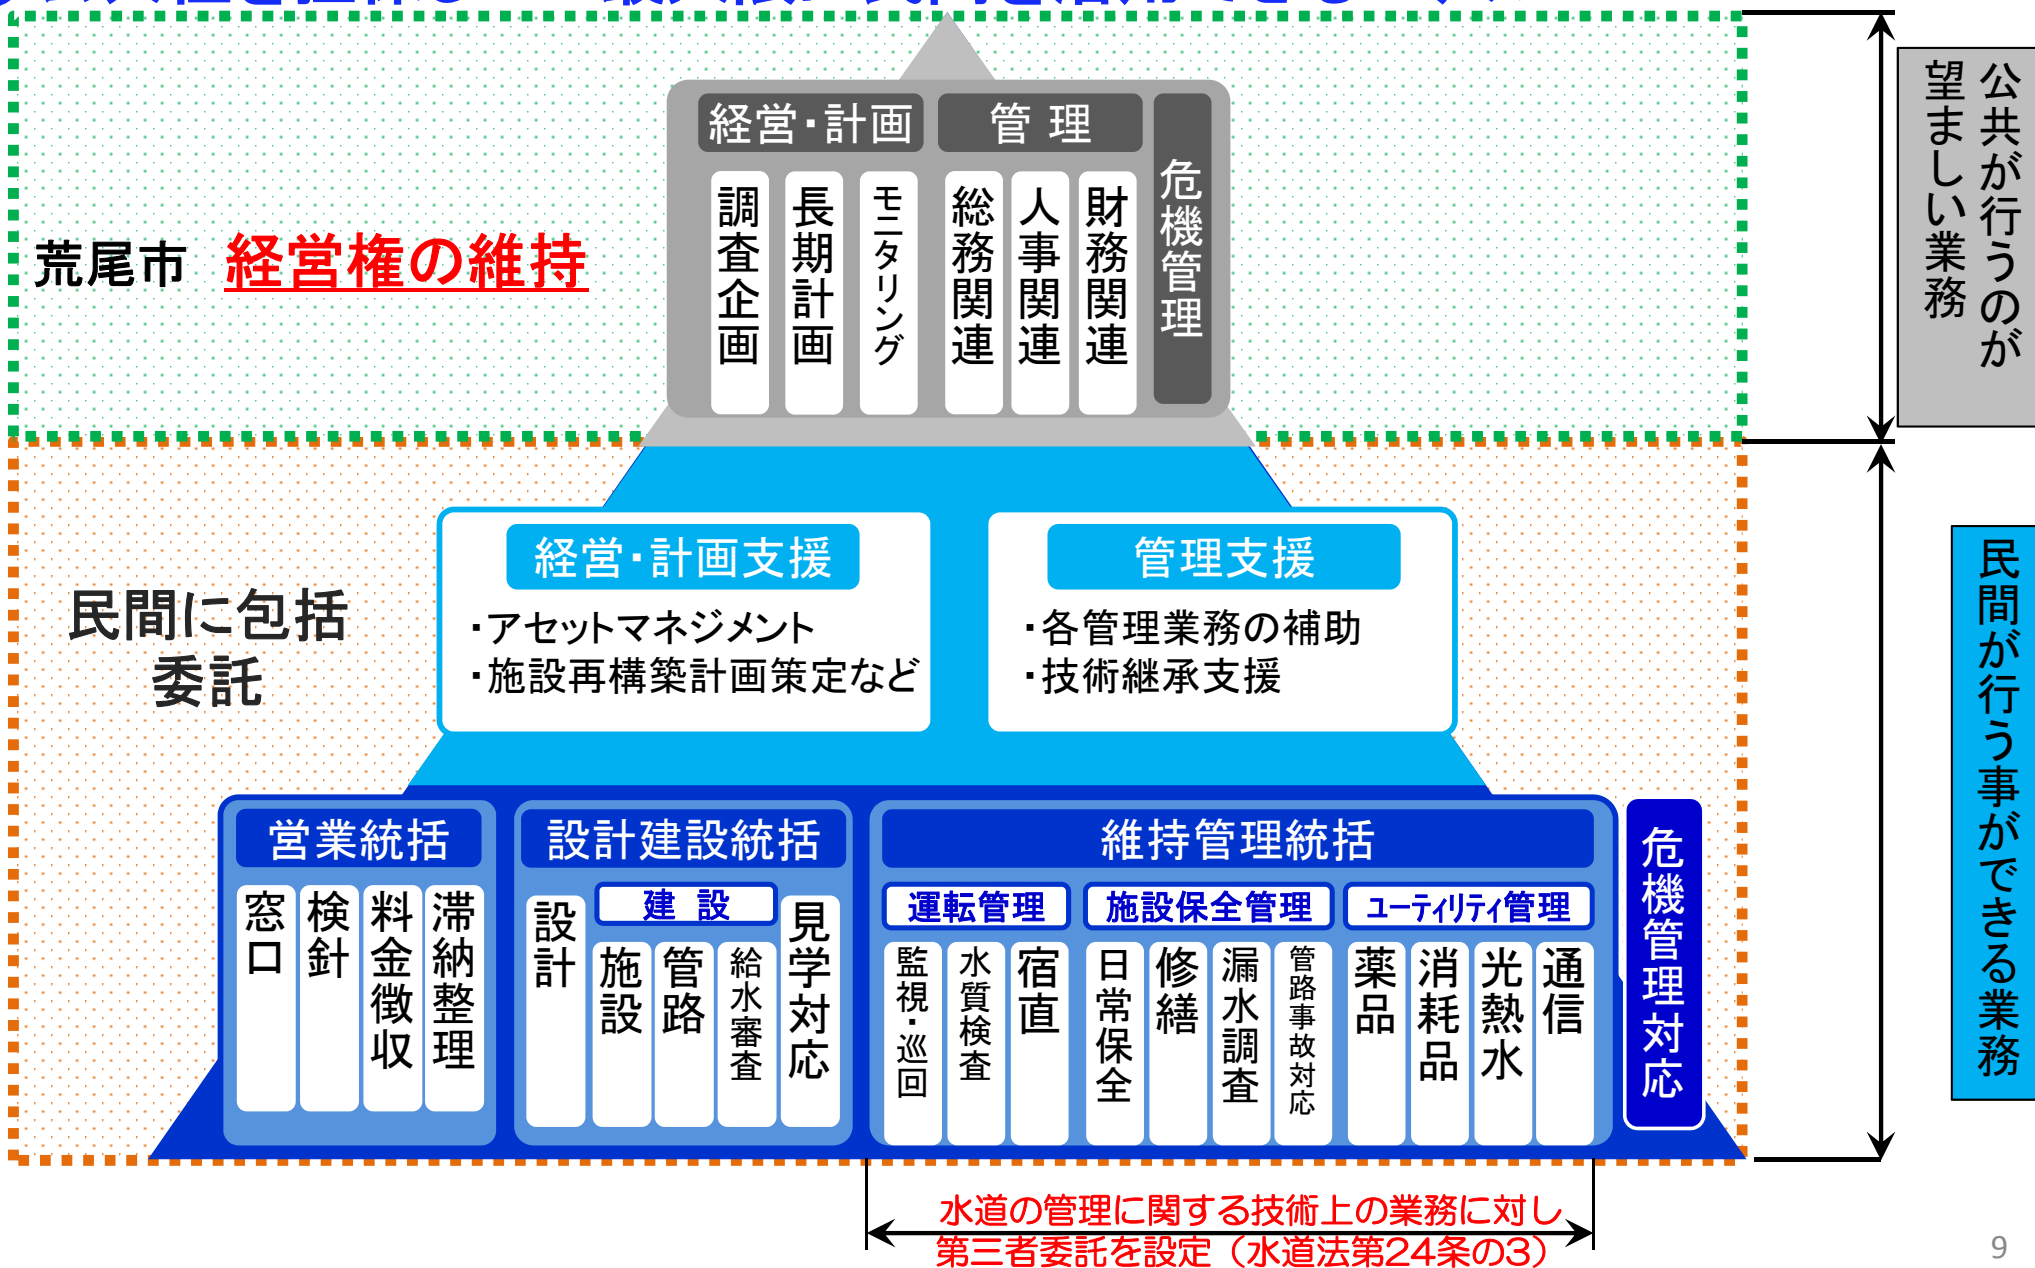 経営・計画
管 理
危機管理
調査企画
長期計画
モニタリング
総務関連
人事関連
財務関連
荒尾市 経営権の維持
公共が行うのが
望ましい業務
経営・計画支援
・アセットマネジメント
・施設再構築計画策定など
管理支援
・各管理業務の補助
・技術継承支援
民間に包括
委託
民間が行う事ができる業務
営業統括
窓口
検針
料金徴収
滞納整理
設計建設統括
設計
建 設
施設
管路
給水審査
見学対応
維持管理統括
運転管理
監視・巡回
水質検査
宿直
施設保全管理
日常保全
修繕
漏水調査
管路事故対応
ユーティリティ管理
薬品
消耗品
光熱水
通信
危機管理対応
水道の管理に関する技術上の業務に対し
第三者委託を設定（水道法第24条の3）
9